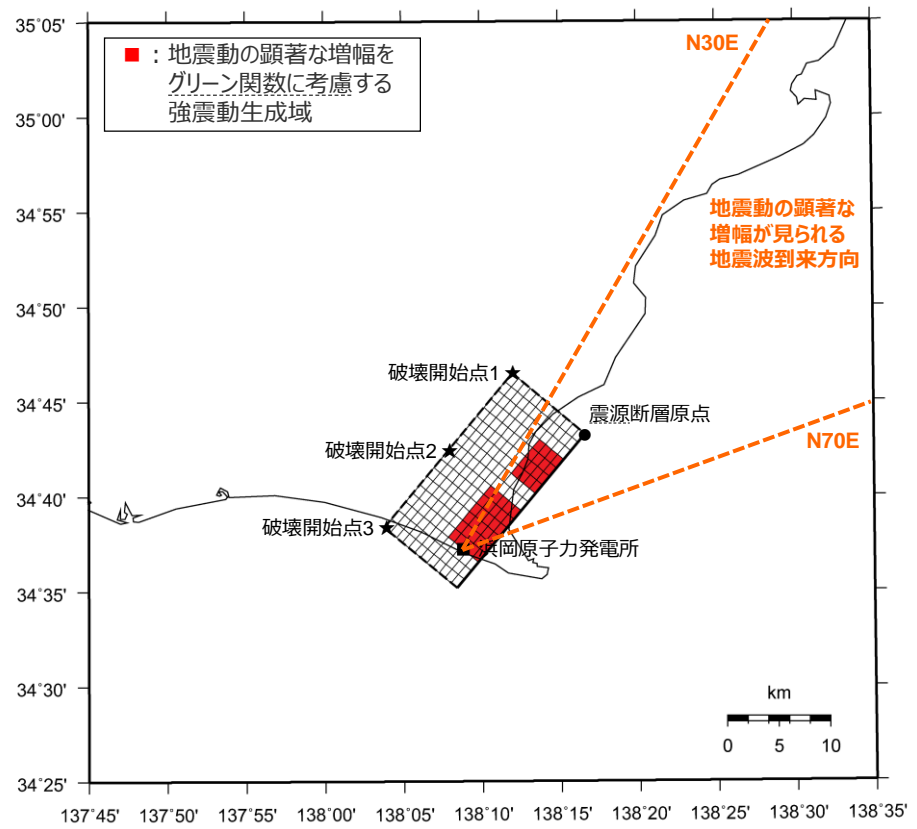 35˚05'
N30E
■ : 地震動の顕著な増幅を
グリーン関数に考慮する
強震動生成域
35˚00'
34˚55'
地震動の顕著な
増幅が見られる
地震波到来方向
34˚50'
破壊開始点1
34˚45'
震源断層原点
N70E
破壊開始点2
34˚40'
破壊開始点3
浜岡原子力発電所
34˚35'
34˚30'
km
0 5 10
34˚25'
137˚45' 137˚50' 137˚55' 138˚00' 138˚05' 138˚10' 138˚15' 138˚20' 138˚25' 138˚30' 138˚35'